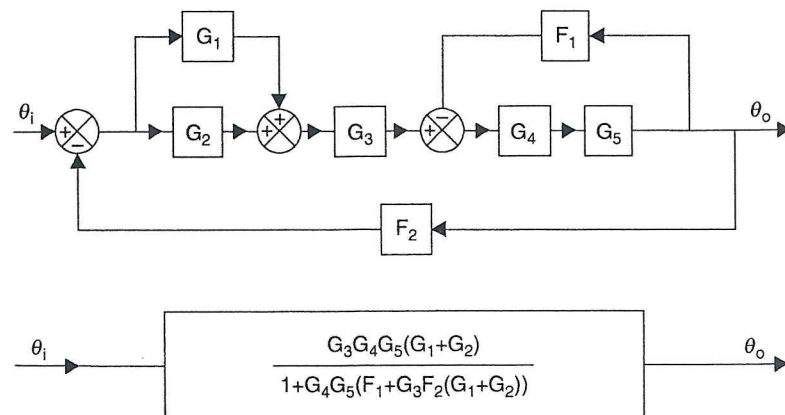 G₁
F₁
θᵢ
+
−
G₂
+
+
G₃
+
−
G₄
G₅
θₒ
F₂
θᵢ
G₃G₄G₅(G₁+G₂)
1+G₄G₅(F₁+G₃F₂(G₁+G₂))
θₒ